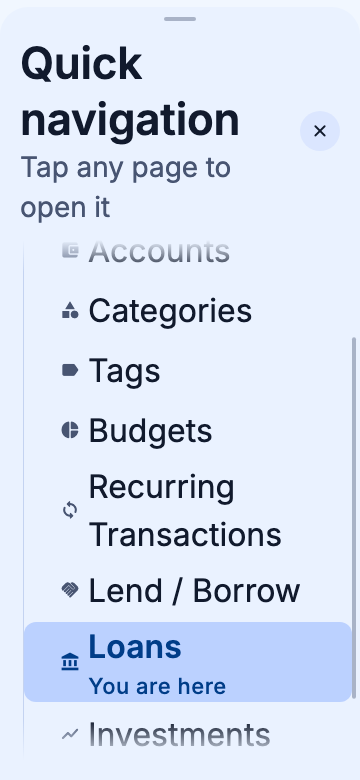 Quick
navigation
Tap any page to
open it
Accounts
Categories
Tags
Budgets
Recurring
Transactions
Lend / Borrow
Loans
You are here
Investments